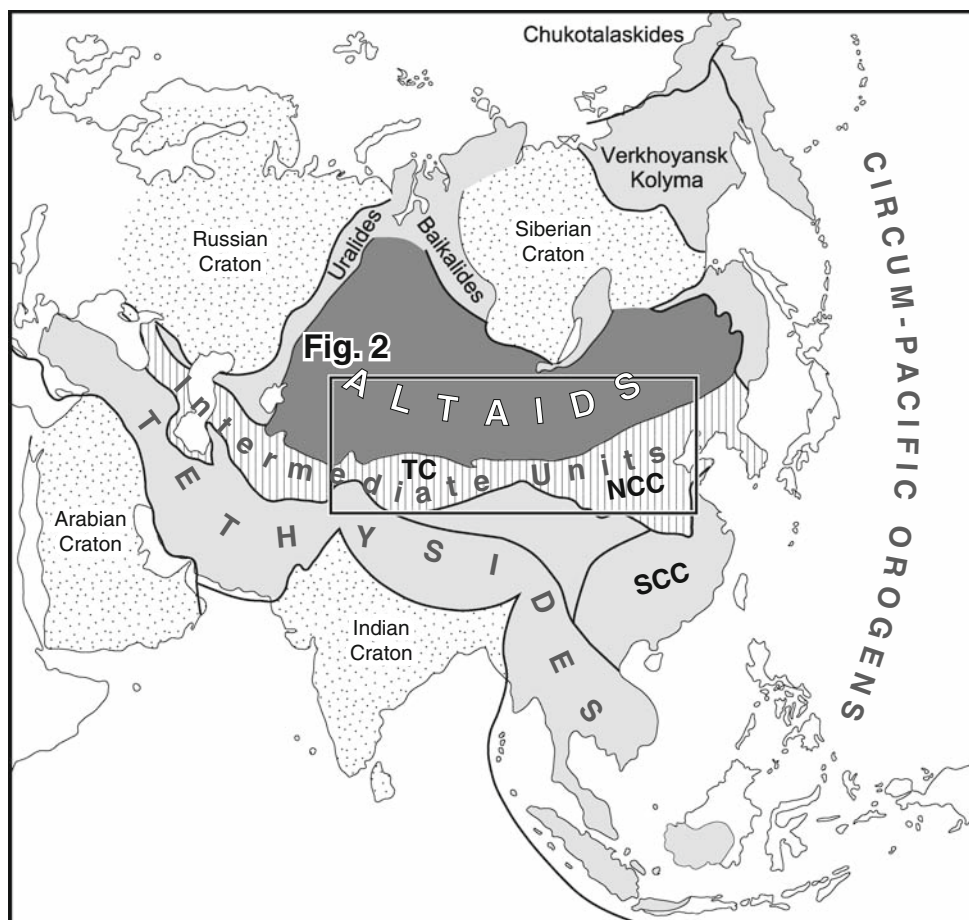 Chukotalaskides
Verkhoyansk
Kolyma
CIRCUM-PACIFIC OROGENS
Russian
Craton
Uralides
Baikalides
Siberian
Craton
Fig. 2
ALTAIDS
Intermediate Units
TC
NCC
TETHYSIDES
Arabian
Craton
SCC
Indian
Craton